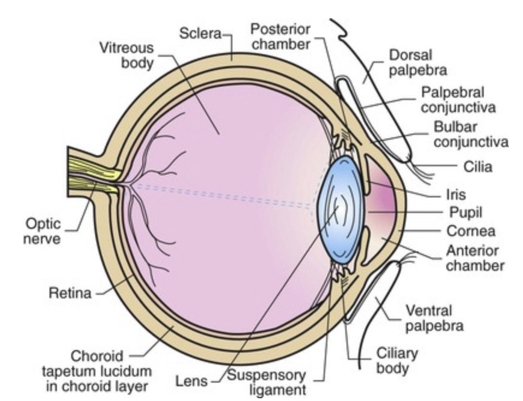 Sclera
Posterior
chamber
Vitreous
body
Dorsal
palpebra
Palpebral
conjunctiva
Bulbar
conjunctiva
Cilia
Iris
Pupil
Cornea
Anterior
chamber
Optic
nerve
Retina
Ventral
palpebra
Choroid
tapetum lucidum
in choroid layer
Lens
Suspensory
ligament
Ciliary
body